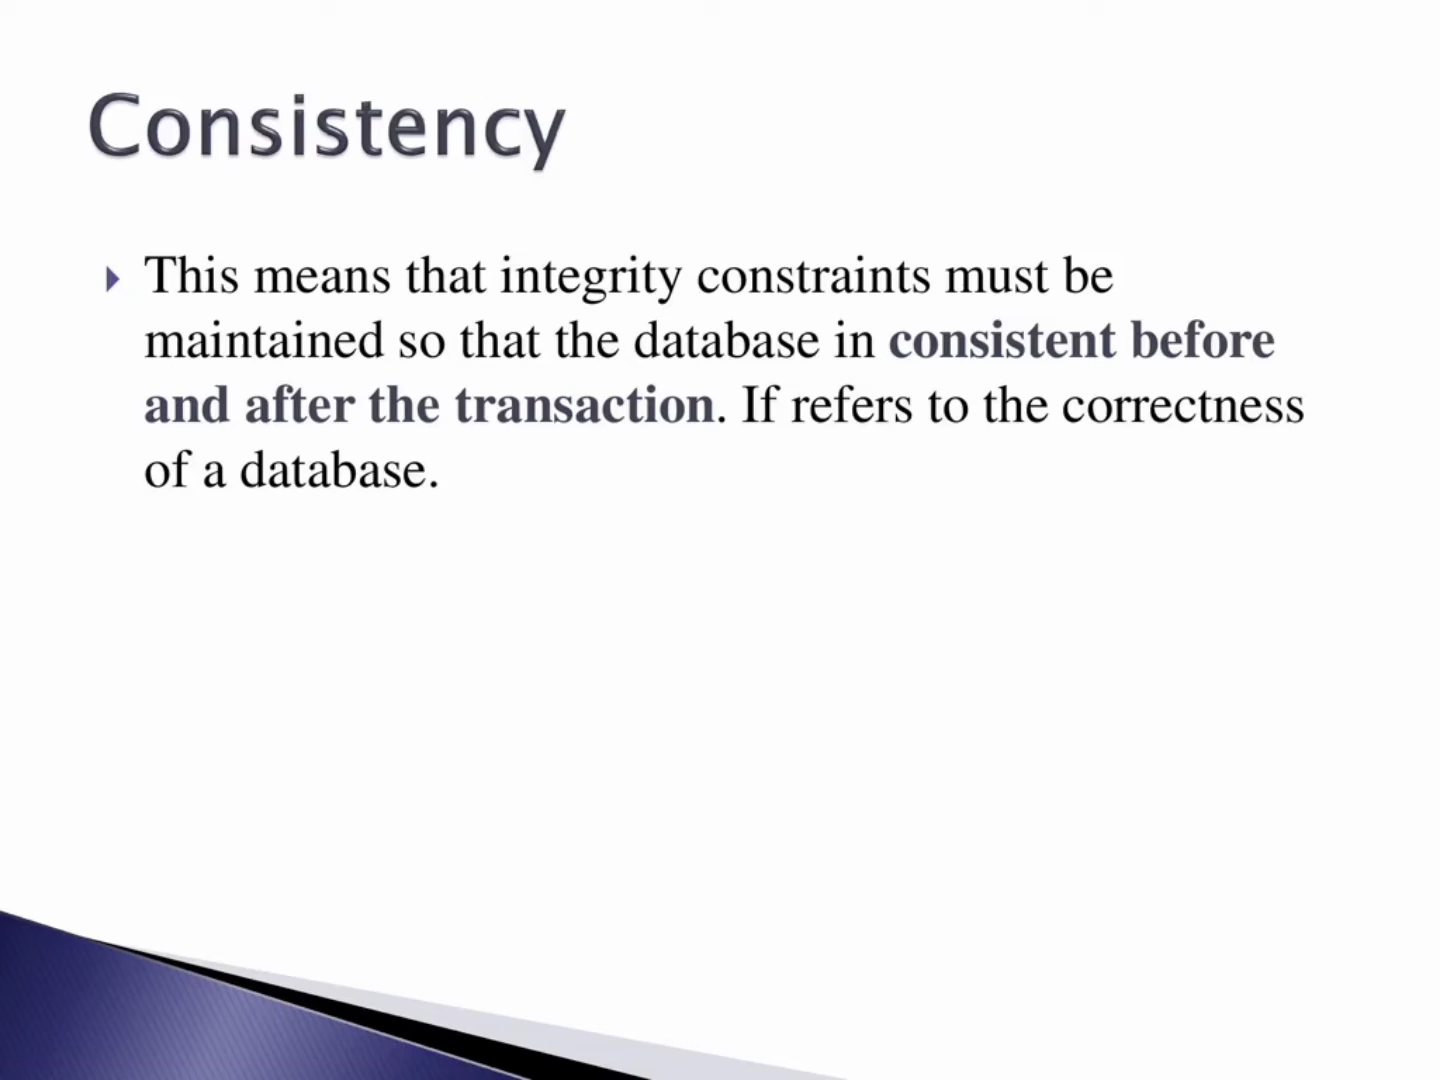 Consistency
This means that integrity constraints must be
maintained so that the database in consistent before
and after the transaction. If refers to the correctness
of a database.